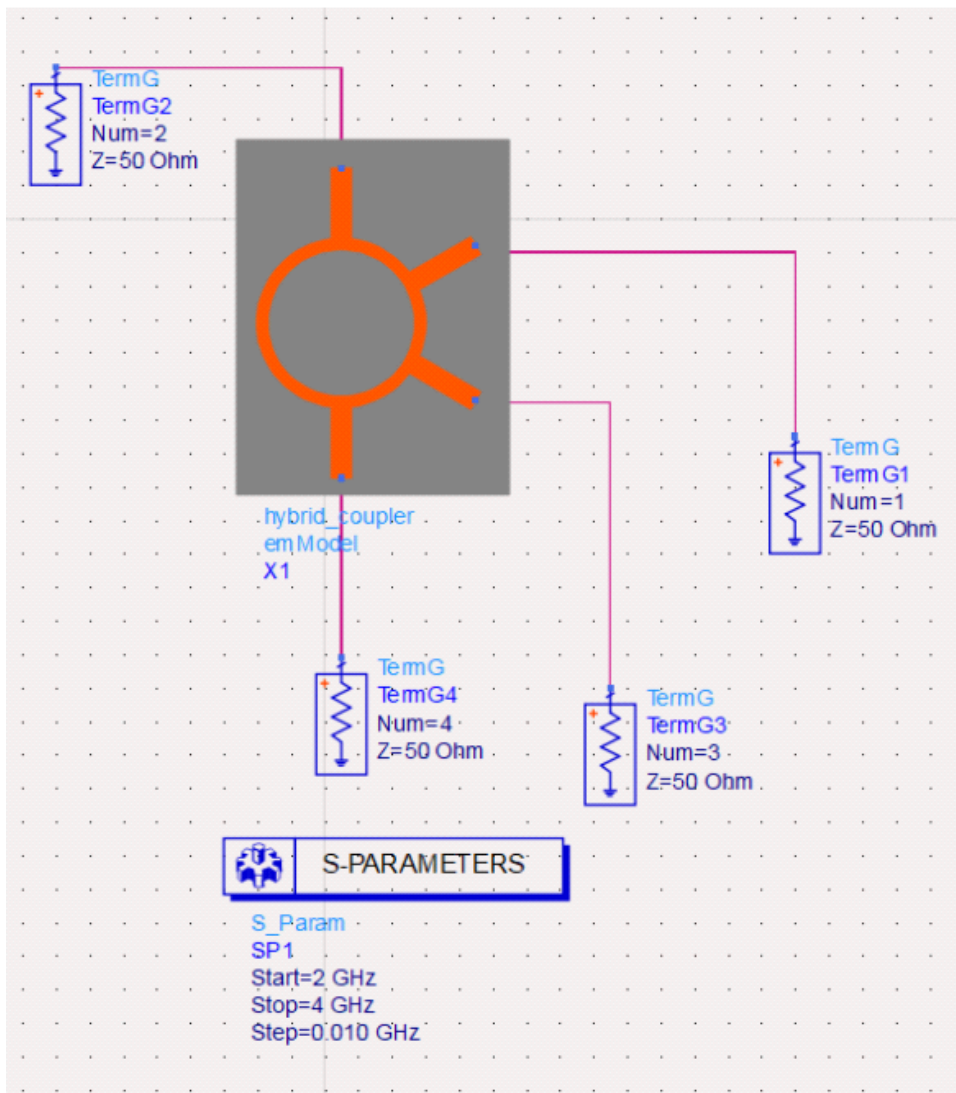 TermG
TermG2
Num=2
Z=50 Ohm
TermG
TermG1
Num=1
Z=50 Ohm
hybrid_coupler
emModel
X1
TermG
TermG4
Num=4
Z=50 Ohm
TermG
TermG3
Num=3
Z=50 Ohm
S-PARAMETERS
S_Param
SP1
Start=2 GHz
Stop=4 GHz
Step=0.010 GHz